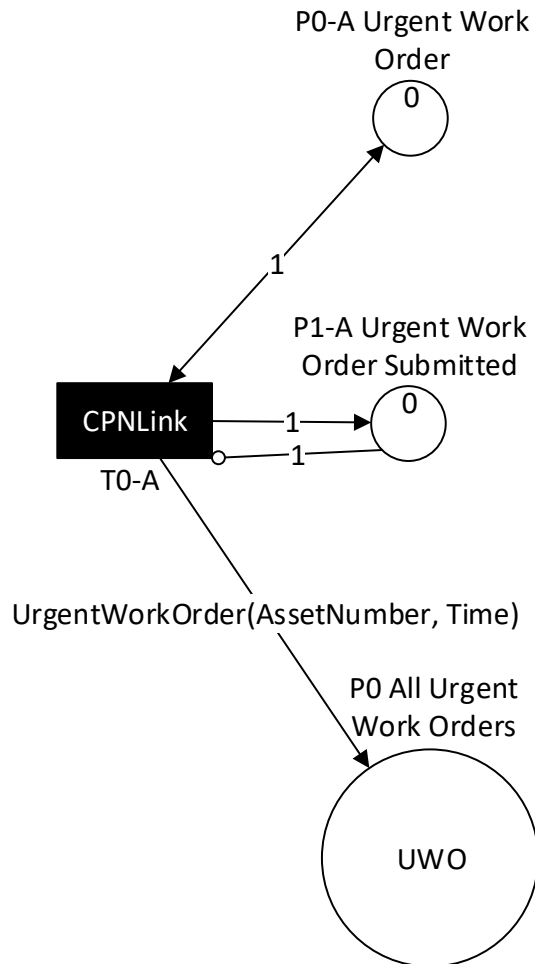 P0-A Urgent Work
Order
0
1
P1-A Urgent Work
Order Submitted
0
CPNLink
1
1
T0-A
UrgentWorkOrder(AssetNumber, Time)
P0 All Urgent
Work Orders
UWO